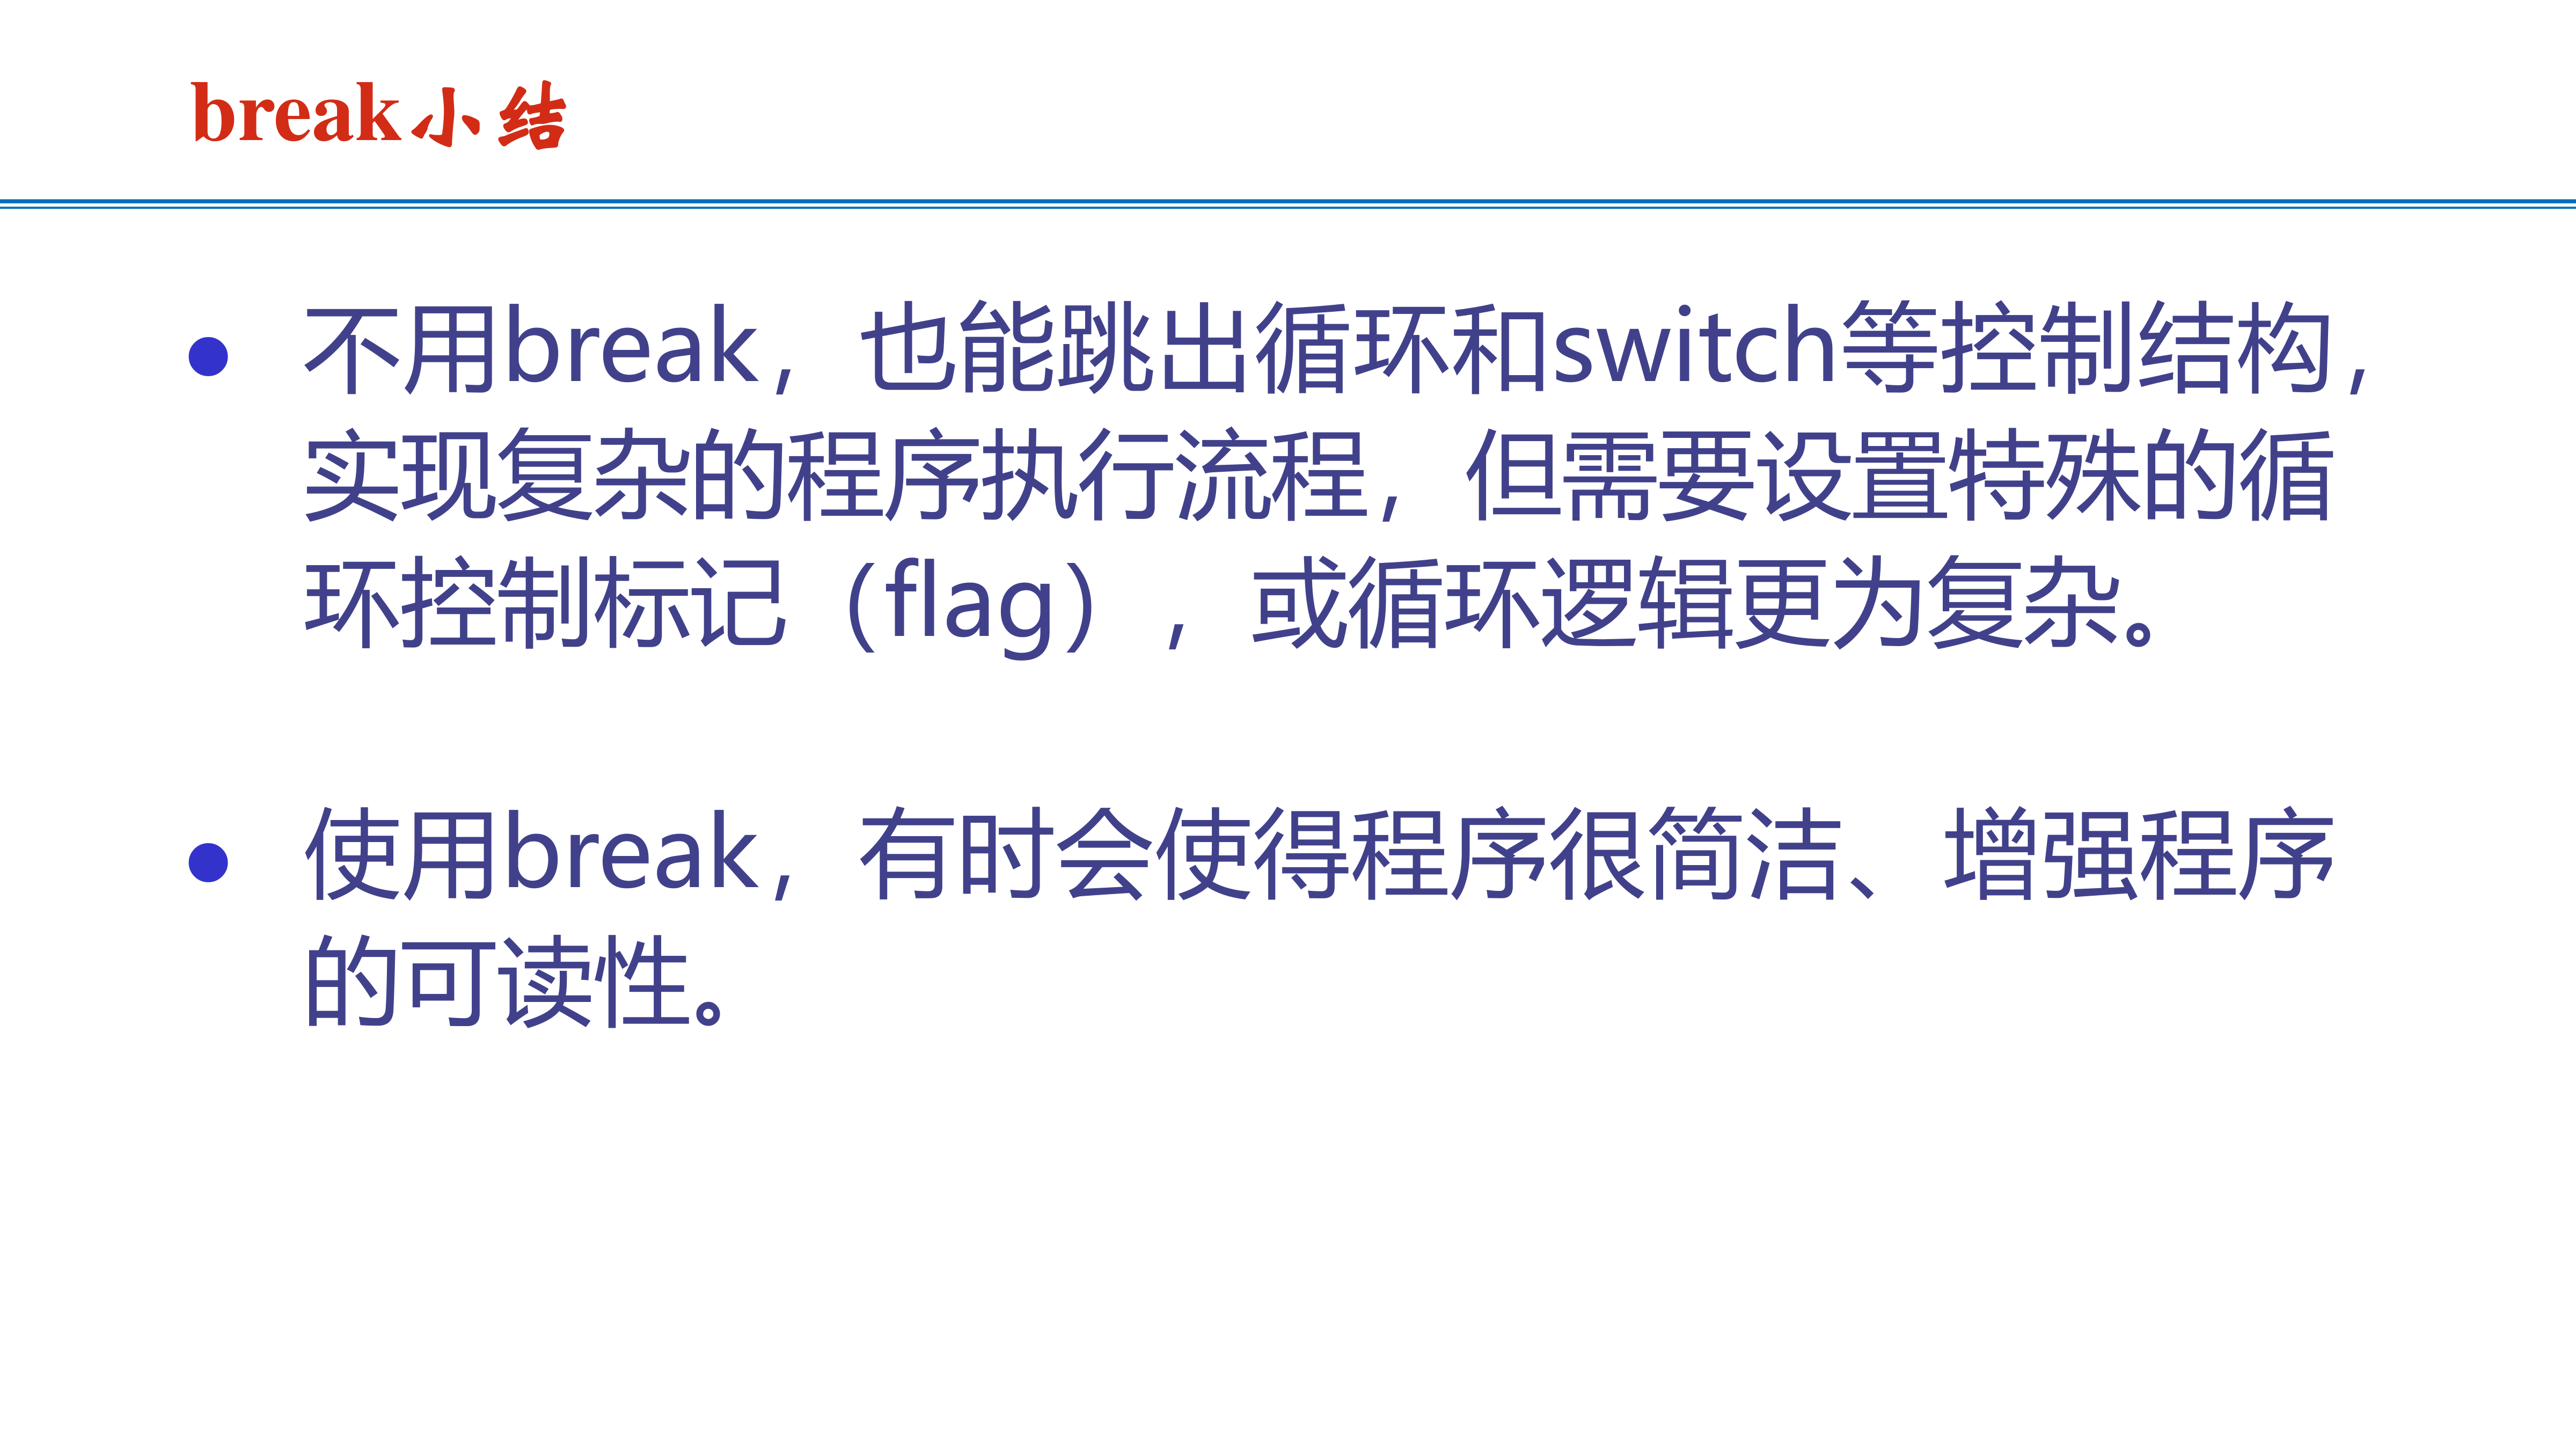 break小结
不用break，也能跳出循环和switch等控制结构，
实现复杂的程序执行流程，但需要设置特殊的循
环控制标记（flag），或循环逻辑更为复杂。
使用break，有时会使得程序很简洁、增强程序
的可读性。